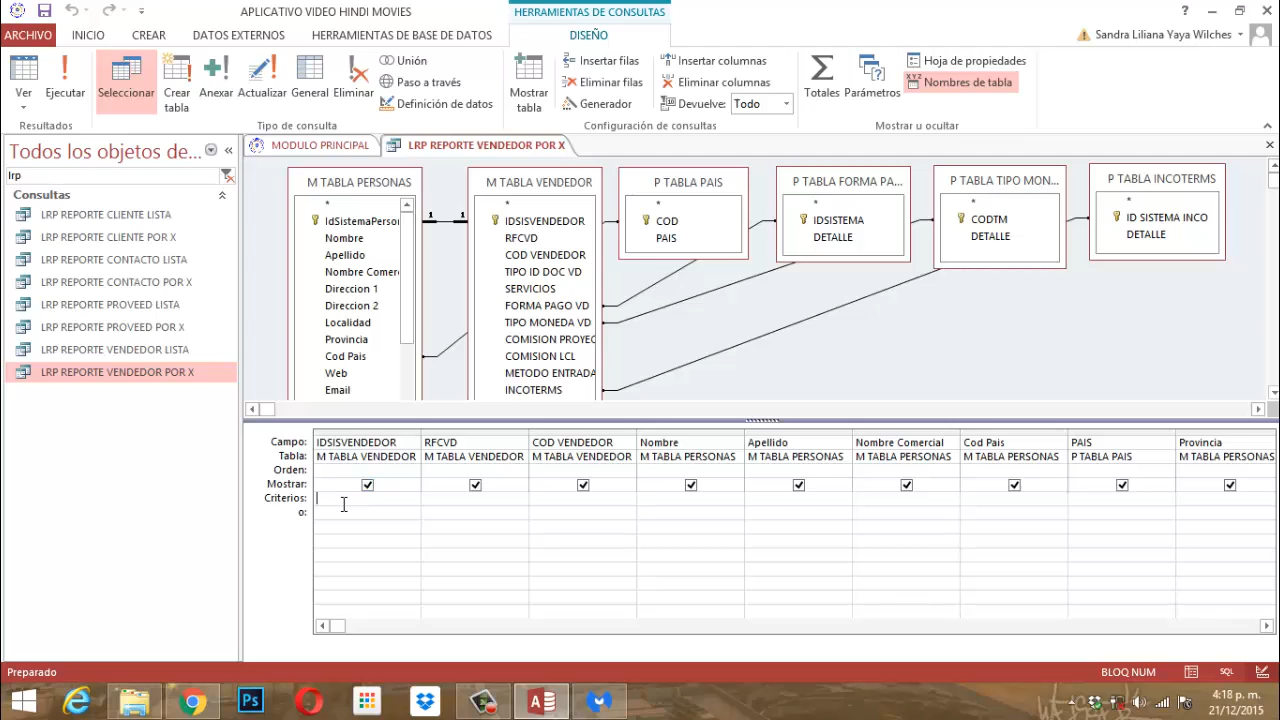 APLICATIVO VIDEO HINDI MOVIES
HERRAMIENTAS DE CONSULTAS
ARCHIVO
INICIO
CREAR
DATOS EXTERNOS
HERRAMIENTAS DE BASE DE DATOS
DISEÑO
Sandra Liliana Yaya Wilches
Ver
Ejecutar
Resultados
Seleccionar
Crear
tabla
Anexar
Actualizar
General
Eliminar
Unión
Paso a través
Definición de datos
Tipo de consulta
Mostrar
tabla
Insertar filas
Eliminar filas
Generador
Insertar columnas
Eliminar columnas
Devuelve: Todo
Configuración de consultas
Totales
Parámetros
Hoja de propiedades
XYZ
Nombres de tabla
Mostrar u ocultar
Todos los objetos de...
lrp
Consultas
LRP REPORTE CLIENTE LISTA
LRP REPORTE CLIENTE POR X
LRP REPORTE CONTACTO LISTA
LRP REPORTE CONTACTO POR X
LRP REPORTE PROVEED LISTA
LRP REPORTE PROVEED POR X
LRP REPORTE VENDEDOR LISTA
LRP REPORTE VENDEDOR POR X
MODULO PRINCIPAL
LRP REPORTE VENDEDOR POR X
M TABLA PERSONAS
*
IdSistemaPerson
Nombre
Apellido
Nombre Comerc
Direccion 1
Direccion 2
Localidad
Provincia
Cod Pais
Web
Email
1 1
M TABLA VENDEDOR
*
IDSISVENDEDOR
RFCVD
COD VENDEDOR
TIPO ID DOC VD
SERVICIOS
FORMA PAGO VD
TIPO MONEDA VD
COMISION PROYEC
COMISION LCL
METODO ENTRADA
INCOTERMS
P TABLA PAIS
*
COD
PAIS
P TABLA FORMA PA...
*
IDSISTEMA
DETALLE
P TABLA TIPO MON...
*
CODTM
DETALLE
P TABLA INCOTERMS
*
ID SISTEMA INCO
DETALLE
Campo: IDSISVENDEDOR RFCVD COD VENDEDOR Nombre Apellido Nombre Comercial Cod Pais PAIS Provincia
Tabla: M TABLA VENDEDOR M TABLA VENDEDOR M TABLA VENDEDOR M TABLA PERSONAS M TABLA PERSONAS M TABLA PERSONAS M TABLA PERSONAS P TABLA PAIS M TABLA PERSONAS
Orden:
Mostrar:
Criterios:
o:
Preparado
BLOQ NUM
SQL
Ps
4:18 p. m.
21/12/2015